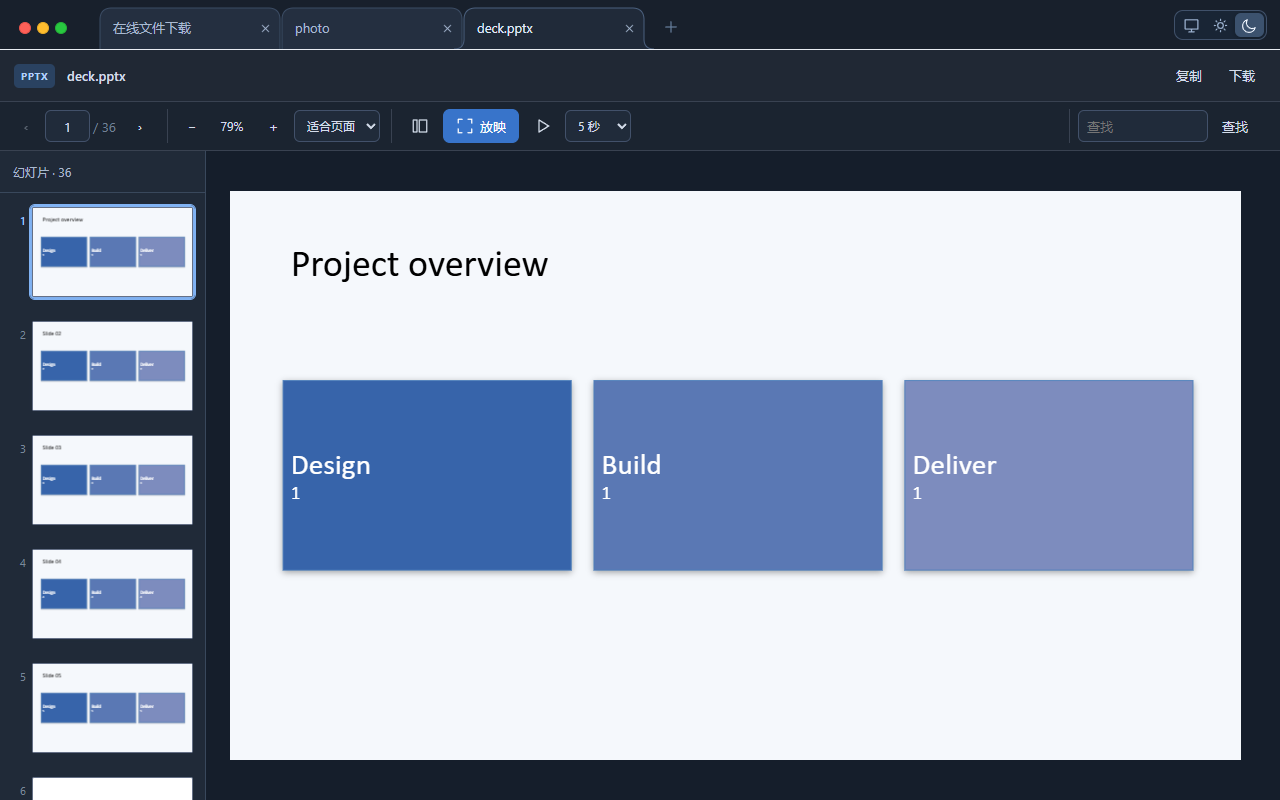 在线文件下载
photo
deck.pptx
PPTX deck.pptx
复制 下载
1 / 36
79%
适合页面
放映
5 秒
查找
查找
幻灯片 · 36
1
Project overview
Design
Build
Deliver
2
Slide 02
Design
Build
Deliver
3
Slide 03
Design
Build
Deliver
4
Slide 04
Design
Build
Deliver
5
Slide 05
Design
Build
Deliver
6
Project overview
Design
1
Build
1
Deliver
1